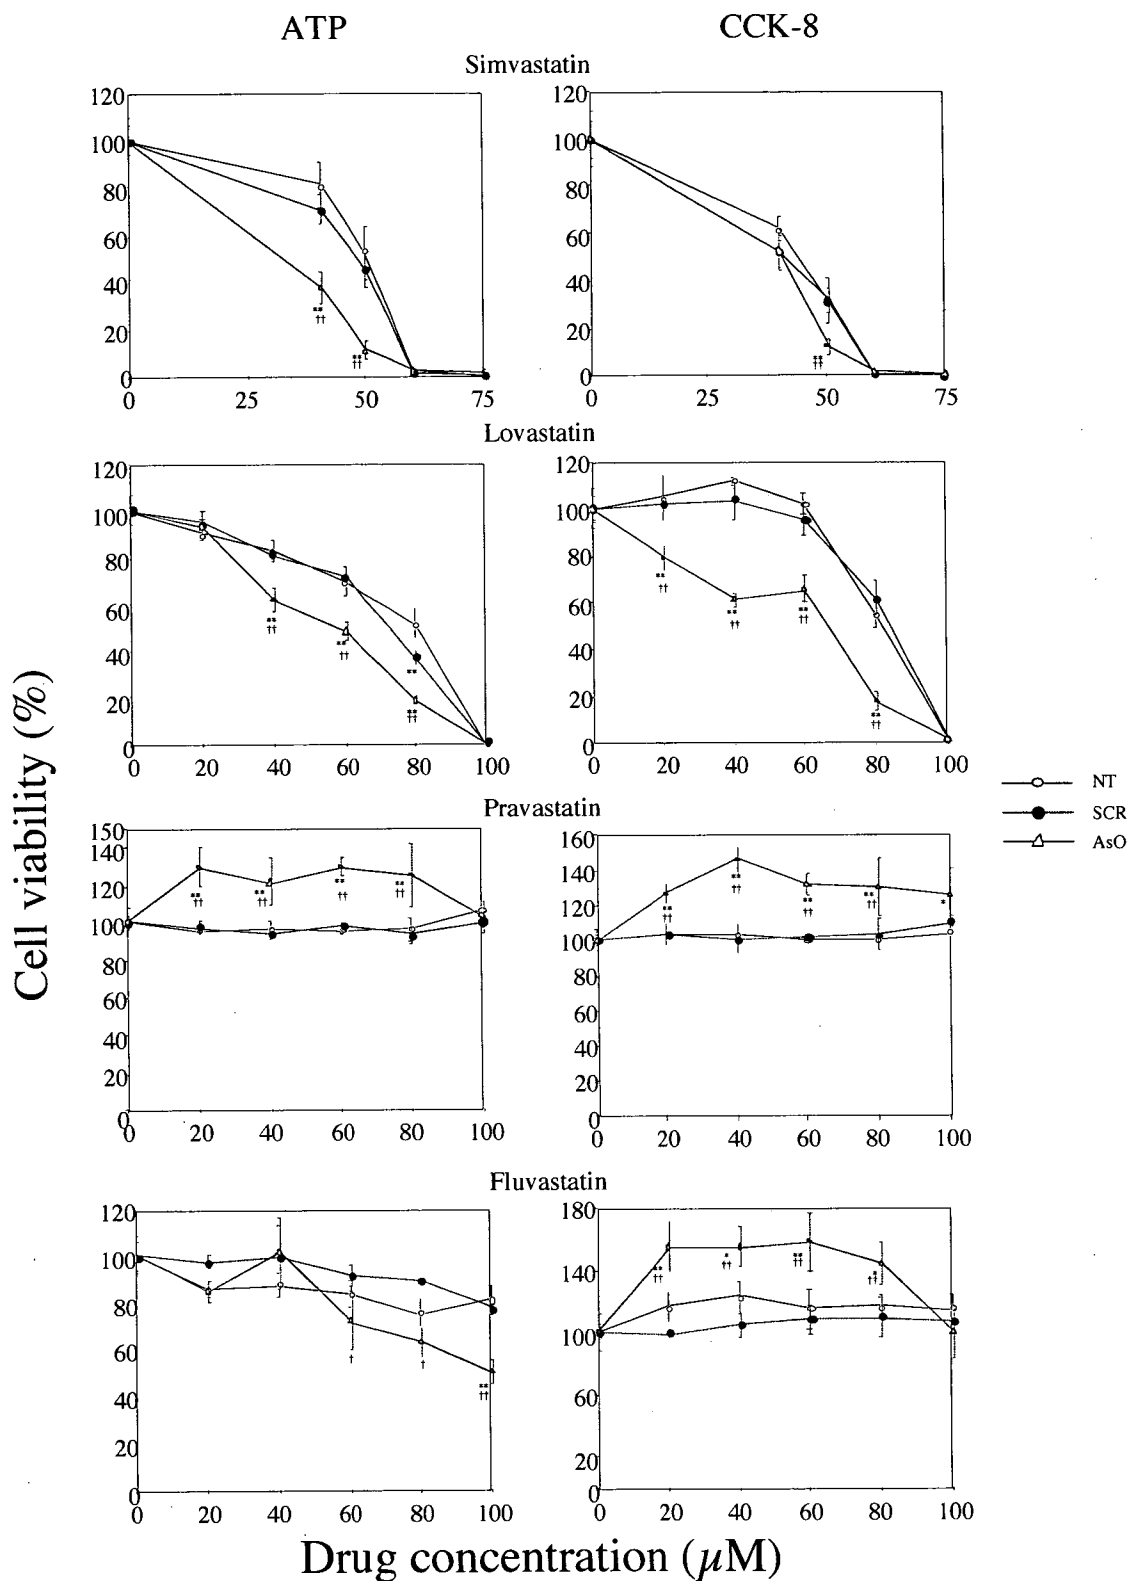 ATP CCK-8
Simvastatin
120 120
100 100
80 80
60 60
40 40
** ††
20 20
** †† ** ††
0 0
0 25 50 75 0 25 50 75
Lovastatin
120 120
100 100
80 80
** ††
60 60
** †† ** †† ** ††
40 ** †† 40
**
20 20
** †† ** ††
0 0
0 20 40 60 80 100 0 20 40 60 80 100
Cell viability (%)
NT
SCR
AsO
Pravastatin
150 160
140 140
120 120
** †† ** †† ** †† ** †† ** †† ** †† ** †† ** †† *
100 100
80 80
60 60
40 40
20 20
0 0
0 20 40 60 80 100 0 20 40 60 80 100
Fluvastatin
120 180
100 140
** †† * †† ** †† * ††
80 100
60
† †
40 60
** ††
20 20
0 0
0 20 40 60 80 100 0 20 40 60 80 100
Drug concentration (µM)